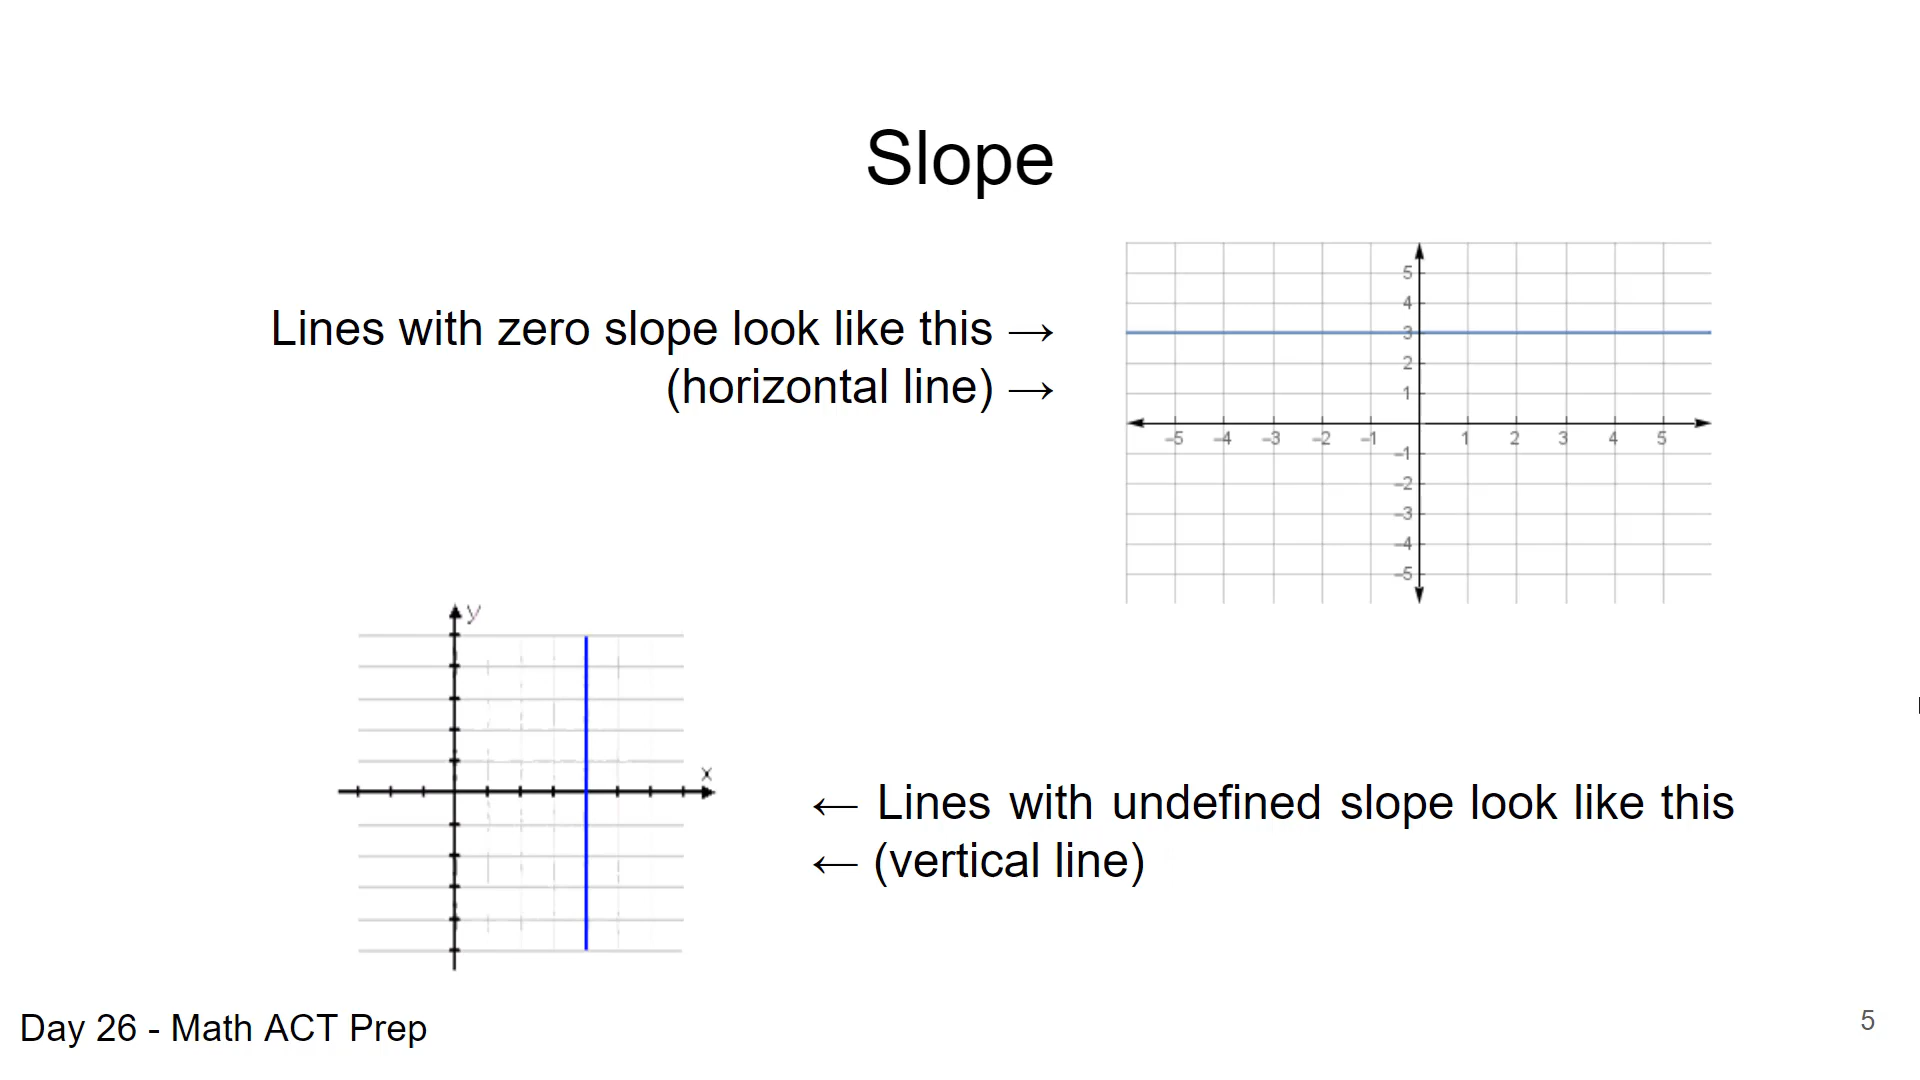 Slope
Lines with zero slope look like this →
(horizontal line) →
5
4
3
2
1
–5 –4 –3 –2 –1 1 2 3 4 5
–1
–2
–3
–4
–5
y
x
← Lines with undefined slope look like this
← (vertical line)
Day 26 - Math ACT Prep
5